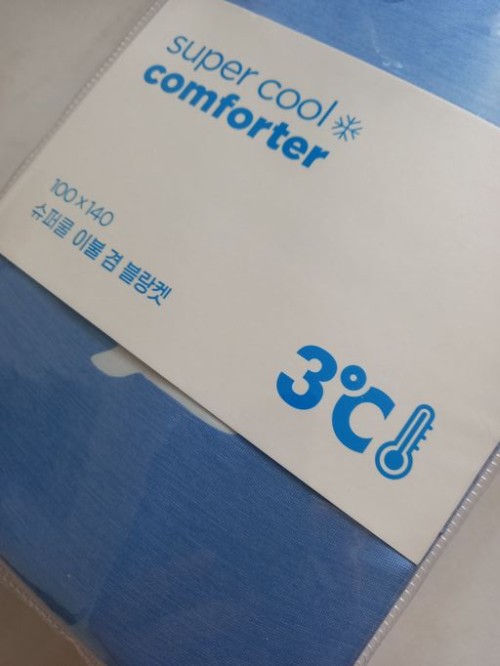 super cool
comforter
100 x 140
슈퍼쿨 이불 겸 블랑켓
3℃